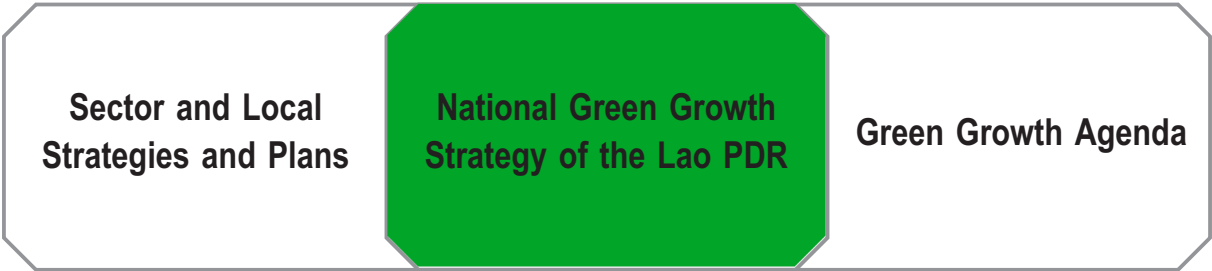 Sector and Local
Strategies and Plans
National Green Growth
Strategy of the Lao PDR
Green Growth Agenda